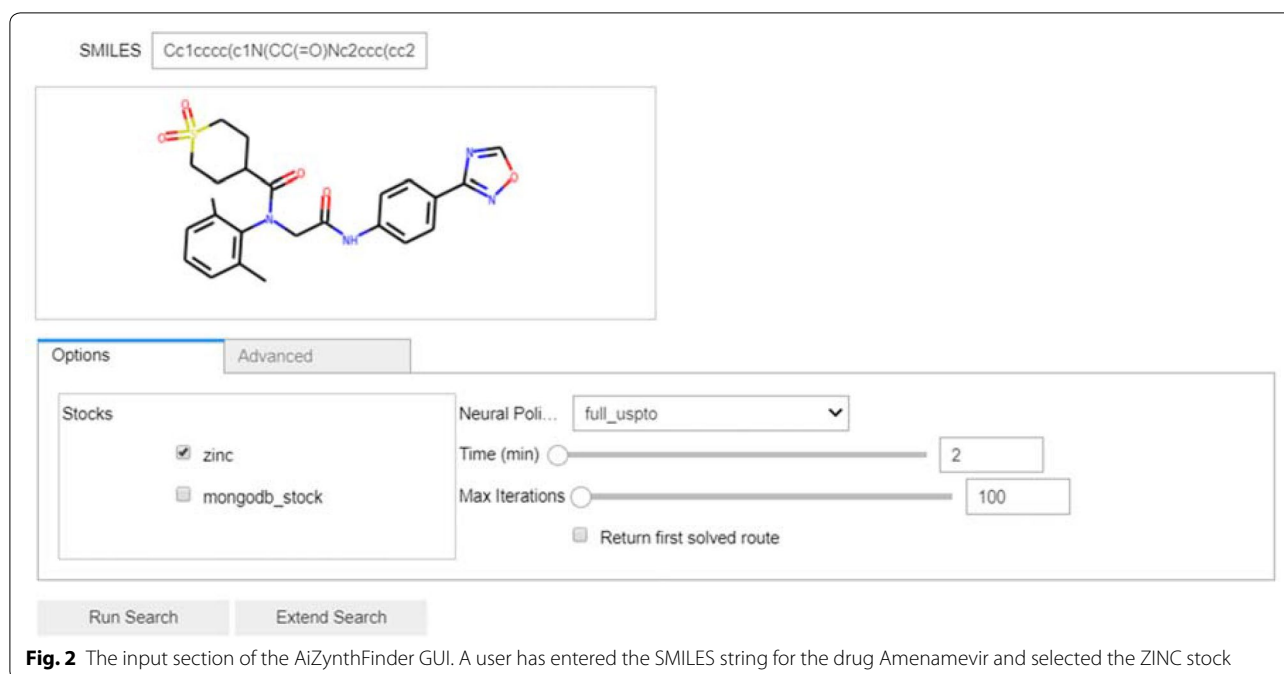 SMILES Cc1cccc(c1N(CC(=O)Nc2ccc(cc2
O
S
O
N
O
O
N
NH
N
O
N
Options Advanced
Stocks
zinc
mongodb_stock
Neural Poli... full_uspto
Time (min) 2
Max Iterations 100
Return first solved route
Run Search Extend Search
Fig. 2 The input section of the AiZynthFinder GUI. A user has entered the SMILES string for the drug Amenamevir and selected the ZINC stock